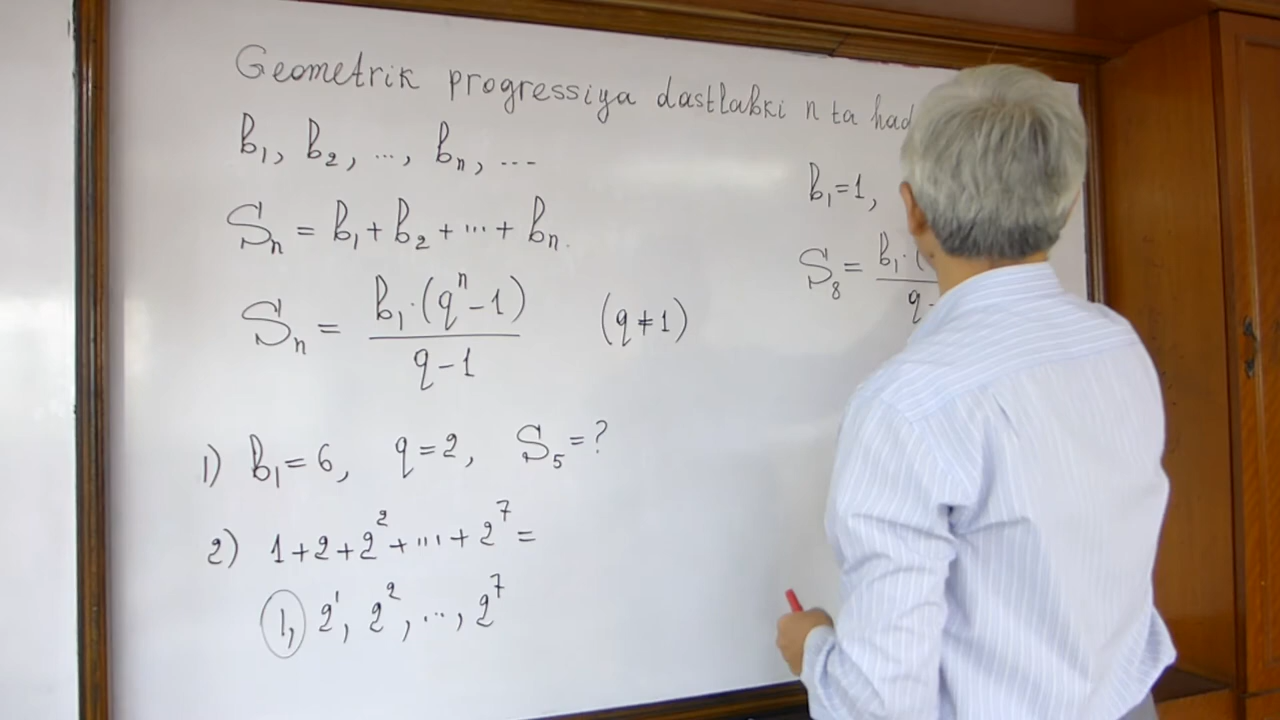 Geometrik progressiya dastlabki n ta had
b₁, b₂, ..., bₙ, ...
Sₙ = b₁ + b₂ + ... + bₙ.
Sₙ = b₁·(qⁿ-1) / q-1 (q≠1)
1) b₁=6, q=2, S₅=?
2) 1+2+2²+...+2⁷=
1, 2¹, 2², ..., 2⁷
b₁=1,
S₈ = b₁·( / q-